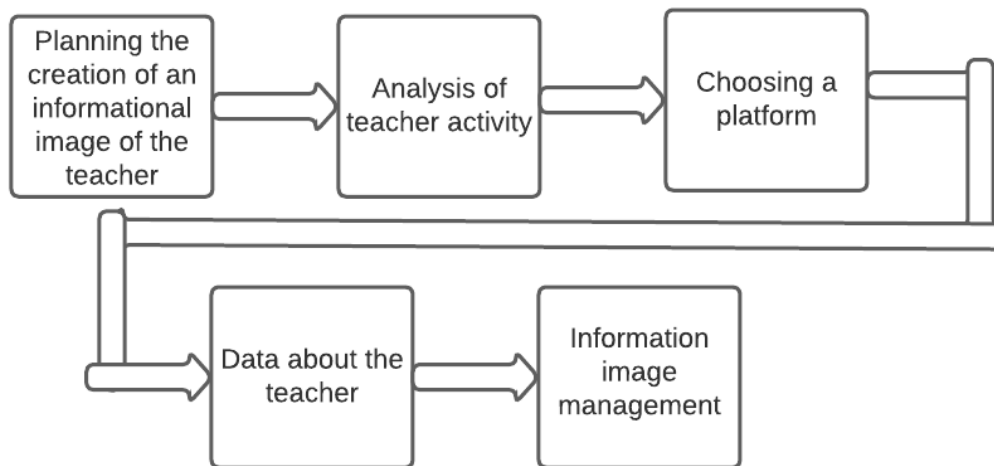 Planning the
creation of an
informational
image of the
teacher
Analysis of
teacher activity
Choosing a
platform
Data about the
teacher
Information
image
management